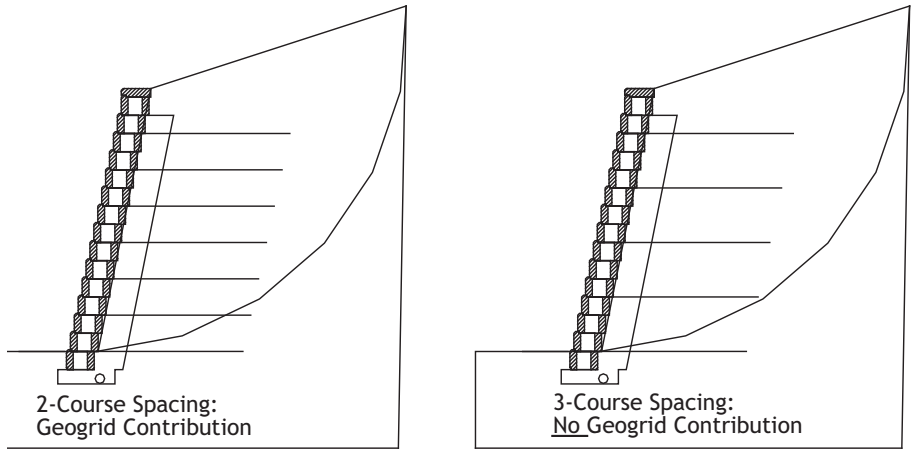 2-Course Spacing:
Geogrid Contribution
3-Course Spacing:
No Geogrid Contribution